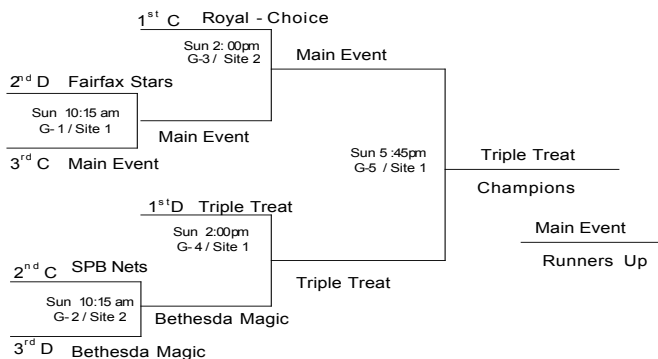 1st C Royal - Choice
Sun 2: 00pm
G-3 / Site 2
Main Event
2nd D Fairfax Stars
Sun 10:15 am
G- 1 / Site 1
Main Event
3rd C Main Event
Sun 5 :45pm
G-5 / Site 1
Triple Treat
Champions
1st D Triple Treat
Sun 2:00pm
G- 4 / Site 1
Main Event
Runners Up
2nd C SPB Nets
Triple Treat
Sun 10:15 am
G- 2 / Site 2
Bethesda Magic
3rd D Bethesda Magic